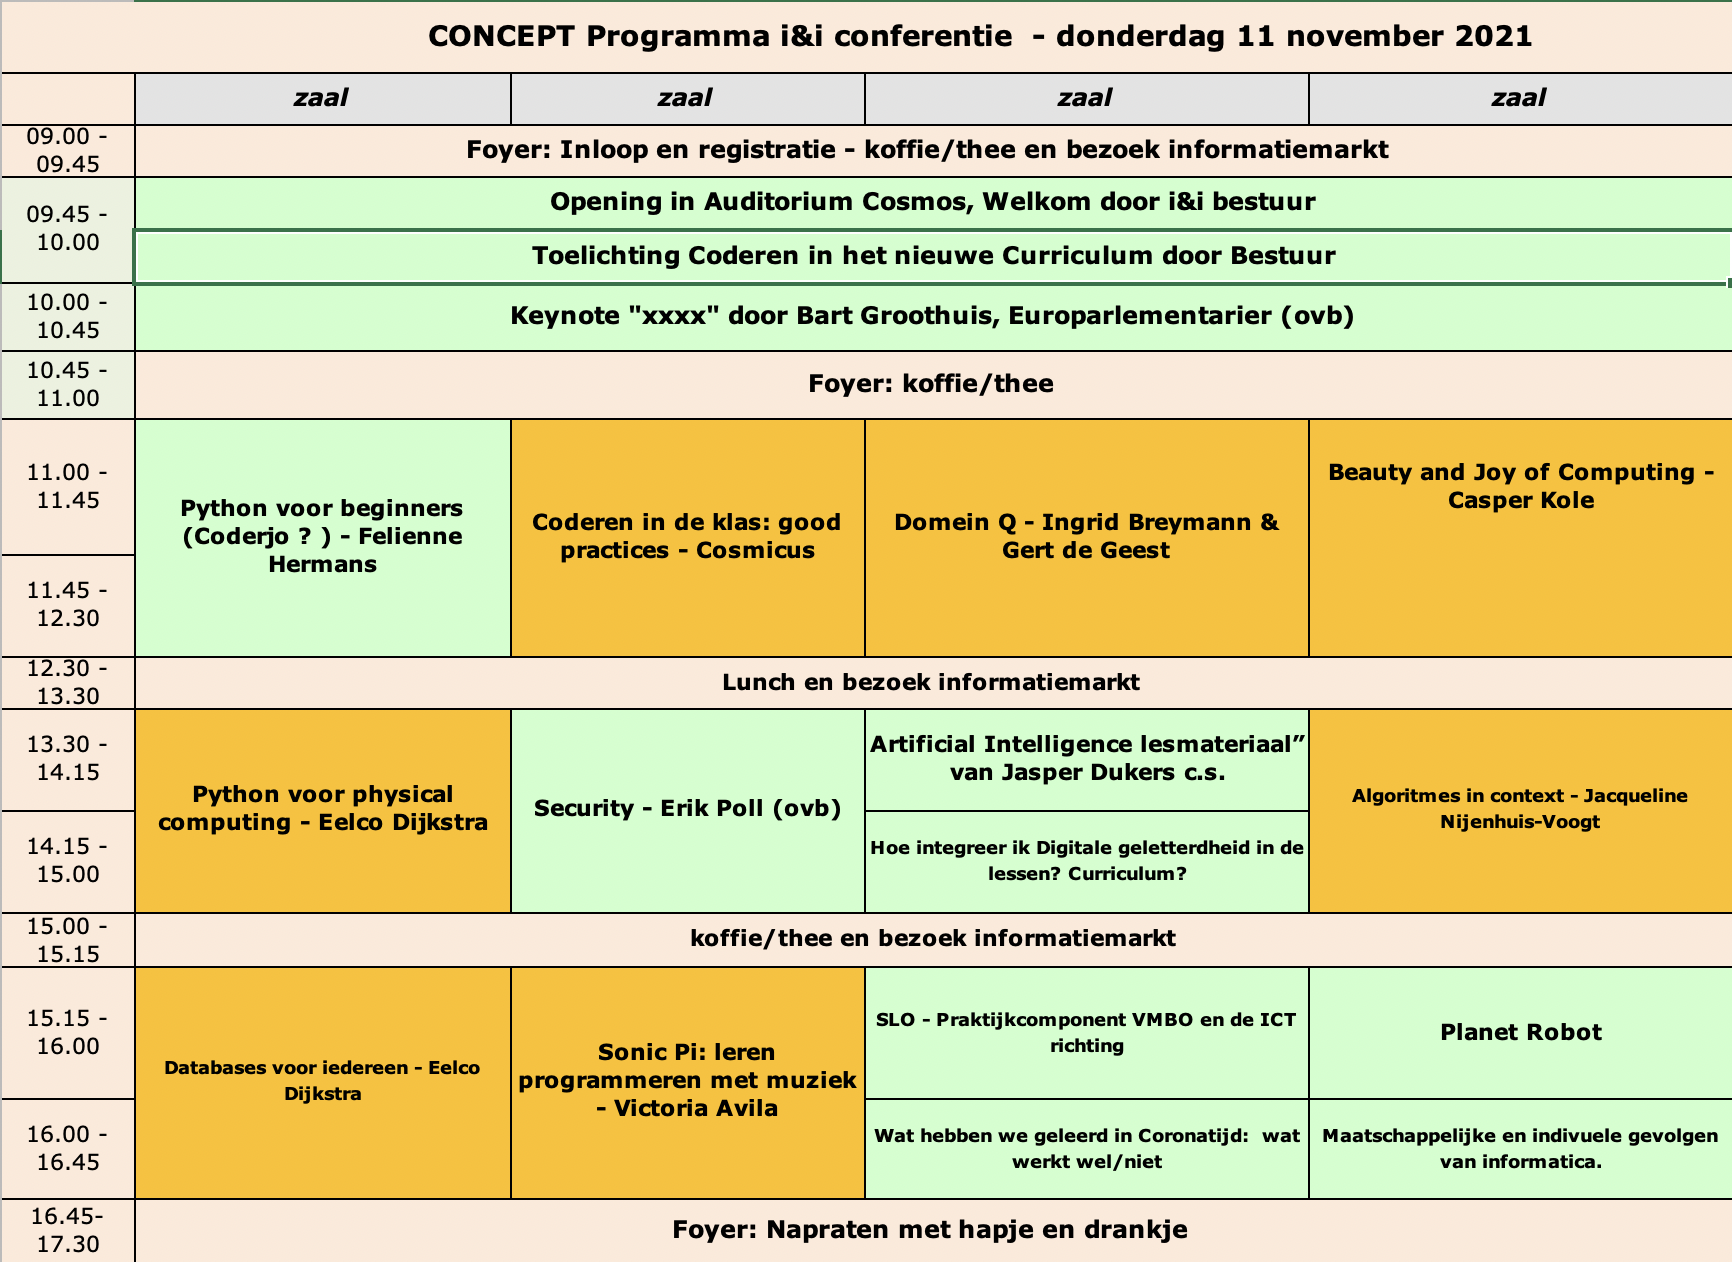 CONCEPT Programma i&i conferentie  - donderdag 11 november 2021
zaal
zaal
zaal
zaal
09.00 -
09.45
Foyer: Inloop en registratie - koffie/thee en bezoek informatiemarkt
09.45 -
10.00
Opening in Auditorium Cosmos, Welkom door i&i bestuur
Toelichting Coderen in het nieuwe Curriculum door Bestuur
10.00 -
10.45
Keynote "xxxx" door Bart Groothuis, Europarlementarier (ovb)
10.45 -
11.00
Foyer: koffie/thee
11.00 -
11.45
11.45 -
12.30
Python voor beginners
(Coderjo ? ) - Felienne
Hermans
Coderen in de klas: good
practices - Cosmicus
Domein Q - Ingrid Breymann &
Gert de Geest
Beauty and Joy of Computing -
Casper Kole
12.30 -
13.30
Lunch en bezoek informatiemarkt
13.30 -
14.15
14.15 -
15.00
Python voor physical
computing - Eelco Dijkstra
Security - Erik Poll (ovb)
Artificial Intelligence lesmateriaal”
van Jasper Dukers c.s.
Hoe integreer ik Digitale geletterdheid in de
lessen? Curriculum?
Algoritmes in context - Jacqueline
Nijenhuis-Voogt
15.00 -
15.15
koffie/thee en bezoek informatiemarkt
15.15 -
16.00
16.00 -
16.45
Databases voor iedereen - Eelco
Dijkstra
Sonic Pi: leren
programmeren met muziek
- Victoria Avila
SLO - Praktijkcomponent VMBO en de ICT
richting
Planet Robot
Wat hebben we geleerd in Coronatijd:  wat
werkt wel/niet
Maatschappelijke en indivuele gevolgen
van informatica.
16.45-
17.30
Foyer: Napraten met hapje en drankje